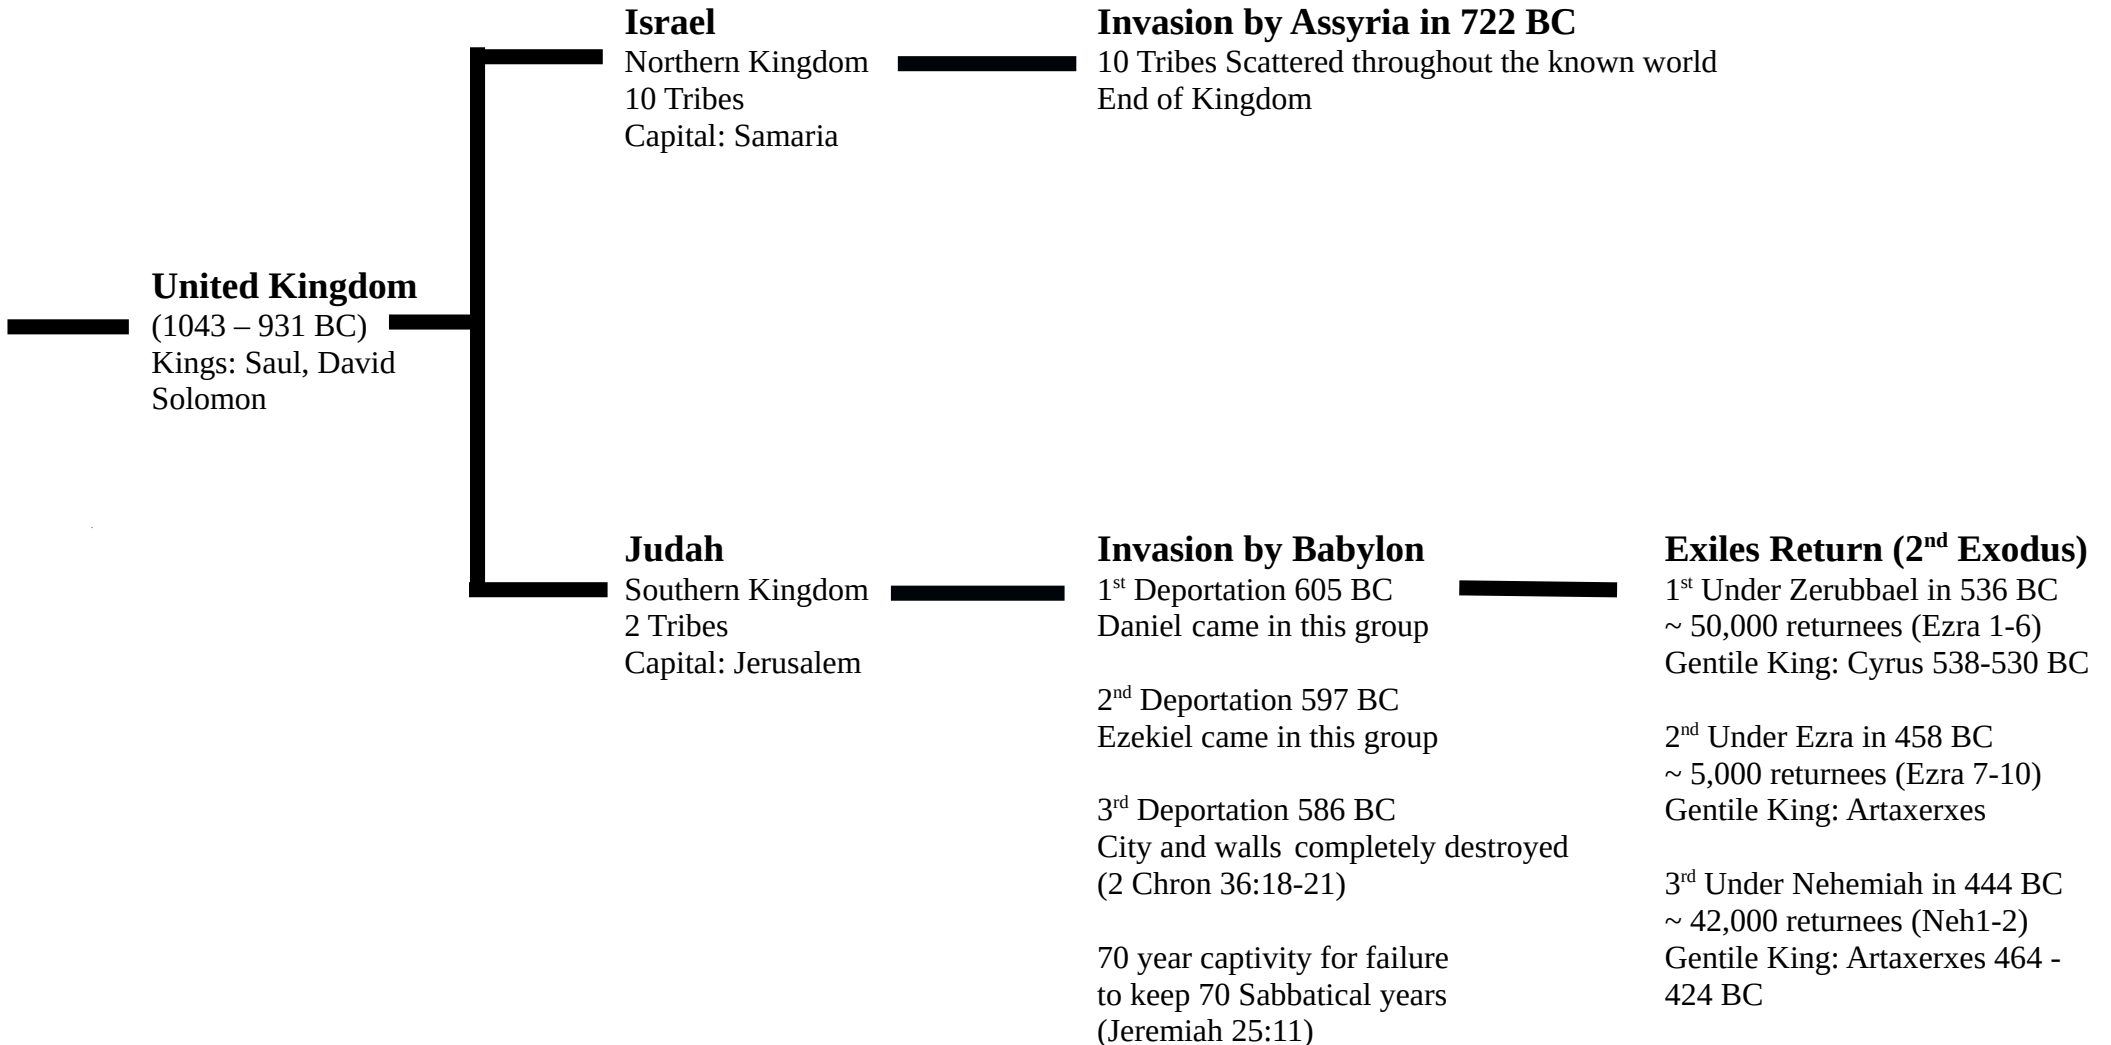 Israel
Northern Kingdom
10 Tribes
Capital: Samaria
Invasion by Assyria in 722 BC
10 Tribes Scattered throughout the known world
End of Kingdom
United Kingdom
(1043 – 931 BC)
Kings: Saul, David
Solomon
Judah
Southern Kingdom
2 Tribes
Capital: Jerusalem
Invasion by Babylon
1st Deportation 605 BC
Daniel came in this group
2nd Deportation 597 BC
Ezekiel came in this group
3rd Deportation 586 BC
City and walls completely destroyed
(2 Chron 36:18-21)
70 year captivity for failure
to keep 70 Sabbatical years
(Jeremiah 25:11)
Exiles Return (2nd Exodus)
1st Under Zerubbael in 536 BC
~ 50,000 returnees (Ezra 1-6)
Gentile King: Cyrus 538-530 BC
2nd Under Ezra in 458 BC
~ 5,000 returnees (Ezra 7-10)
Gentile King: Artaxerxes
3rd Under Nehemiah in 444 BC
~ 42,000 returnees (Neh1-2)
Gentile King: Artaxerxes 464 -
424 BC